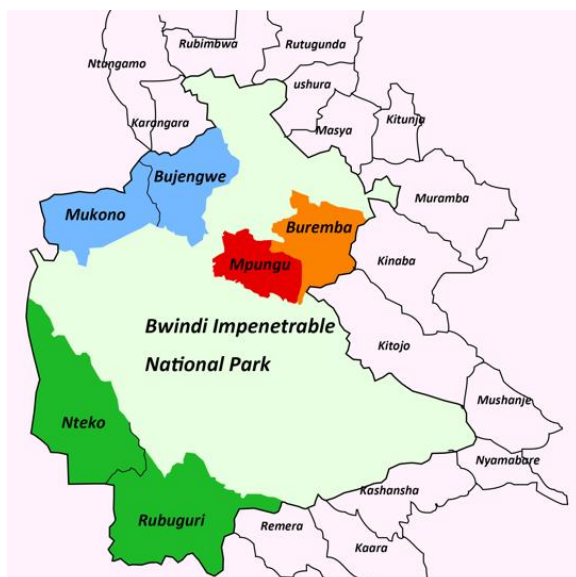 Rubimbwa
Rutugunda
Ntungamo
ushura
Karangara
Masya
Kitunja
Bujengwe
Muramba
Mukono
Buremba
Mpungu
Kinaba
Bwindi Impenetrable
National Park
Kitojo
Mushanje
Nteko
Nyamabare
Kashansha
Rubuguri
Remera
Kaara